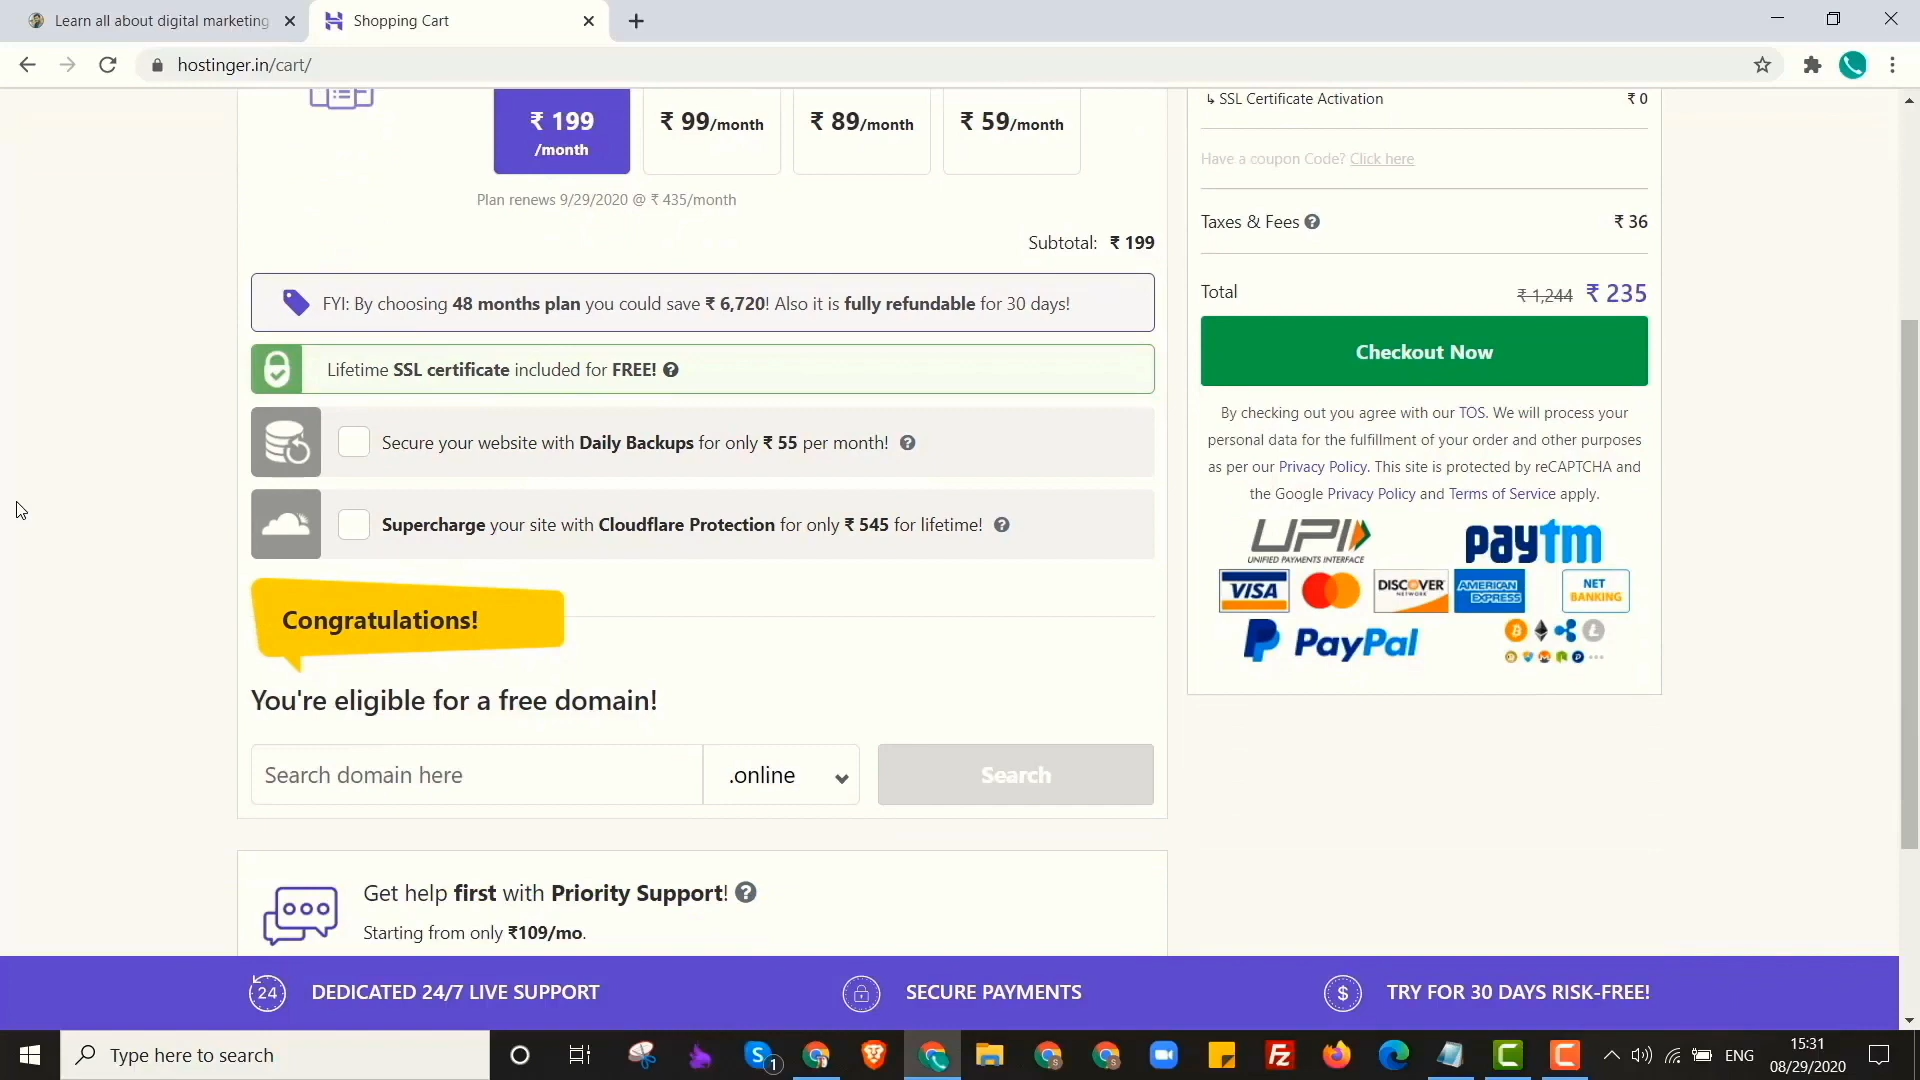 Learn all about digital marketing
Shopping Cart
hostinger.in/cart/
₹ 199
/month
₹ 99/month
₹ 89/month
₹ 59/month
Plan renews 9/29/2020 @ ₹ 435/month
Subtotal: ₹ 199
FYI: By choosing 48 months plan you could save ₹ 6,720! Also it is fully refundable for 30 days!
Lifetime SSL certificate included for FREE!
Secure your website with Daily Backups for only ₹ 55 per month!
Supercharge your site with Cloudflare Protection for only ₹ 545 for lifetime!
Congratulations!
You're eligible for a free domain!
Search domain here
.online
Search
Get help first with Priority Support!
Starting from only ₹109/mo.
↳ SSL Certificate Activation ₹ 0
Have a coupon Code? Click here
Taxes & Fees ₹ 36
Total ₹ 1,244 ₹ 235
Checkout Now
By checking out you agree with our TOS. We will process your
personal data for the fulfillment of your order and other purposes
as per our Privacy Policy. This site is protected by reCAPTCHA and
the Google Privacy Policy and Terms of Service apply.
UPI
UNIFIED PAYMENTS INTERFACE
paytm
VISA
DISCOVER
NETWORK
AMERICAN
EXPRESS
NET
BANKING
PayPal
24
DEDICATED 24/7 LIVE SUPPORT
SECURE PAYMENTS
$
TRY FOR 30 DAYS RISK-FREE!
Type here to search
1
ENG
15:31
08/29/2020